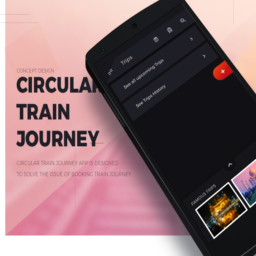 CONCEPT DESIGN
CIRCULAR
TRAIN
JOURNEY
CIRCULAR TRAIN JOURNEY APP IS DESIGNED
TO SOLVE THE ISSUE OF BOOKING TRAIN JOURNEY
Trips
See all upcoming Trips
See Trips History
FAMOUS TRIPS